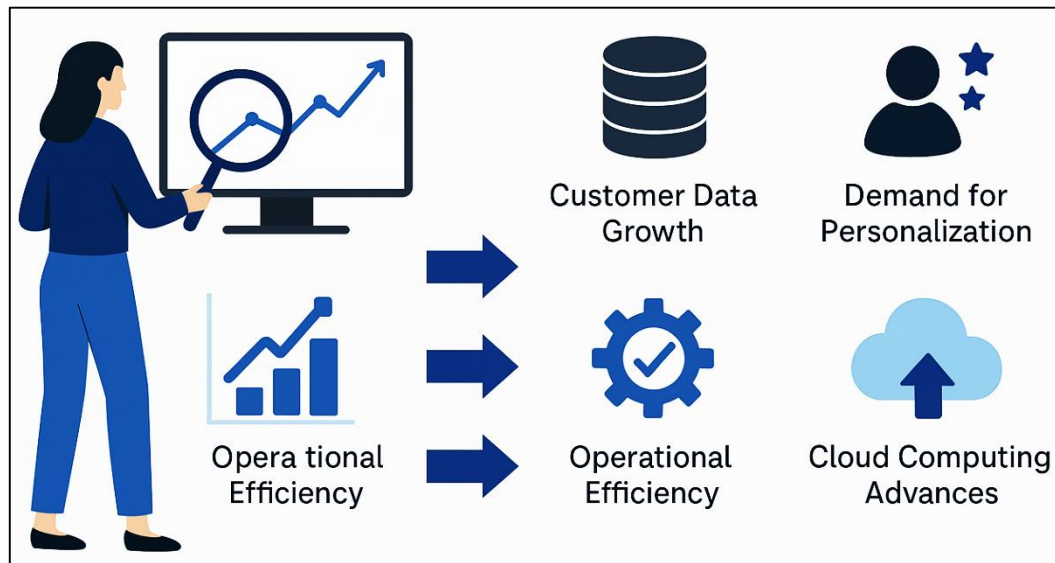 Customer Data
Growth
Demand for
Personalization
Opera tional
Efficiency
Operational
Efficiency
Cloud Computing
Advances